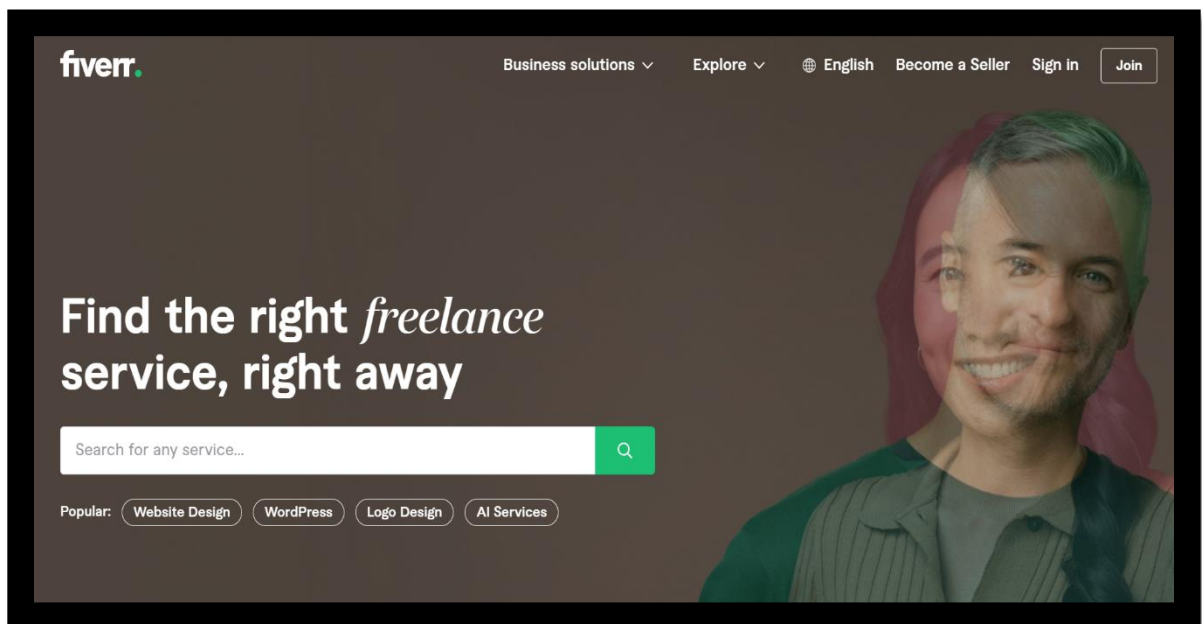 fiverr.
Business solutions Explore English Become a Seller Sign in Join
Find the right freelance
service, right away
Search for any service...
Popular: Website Design WordPress Logo Design AI Services